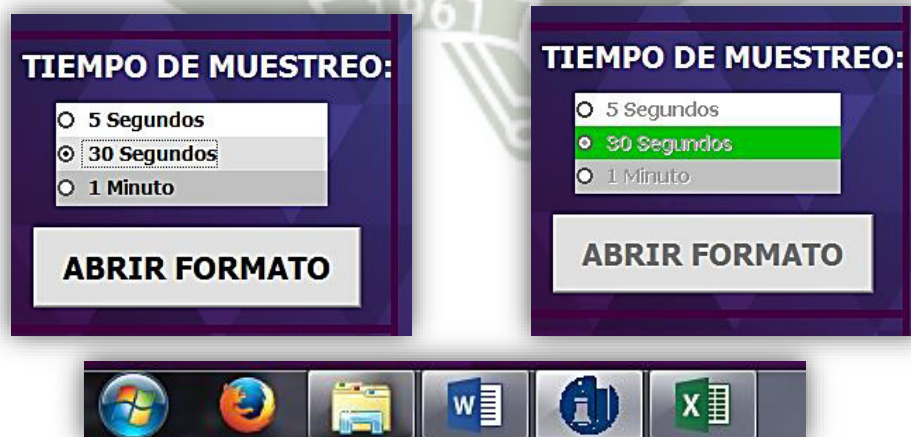 1967
TIEMPO DE MUESTREO:
5 Segundos
30 Segundos
1 Minuto
ABRIR FORMATO
TIEMPO DE MUESTREO:
5 Segundos
30 Segundos
1 Minuto
ABRIR FORMATO
W
X